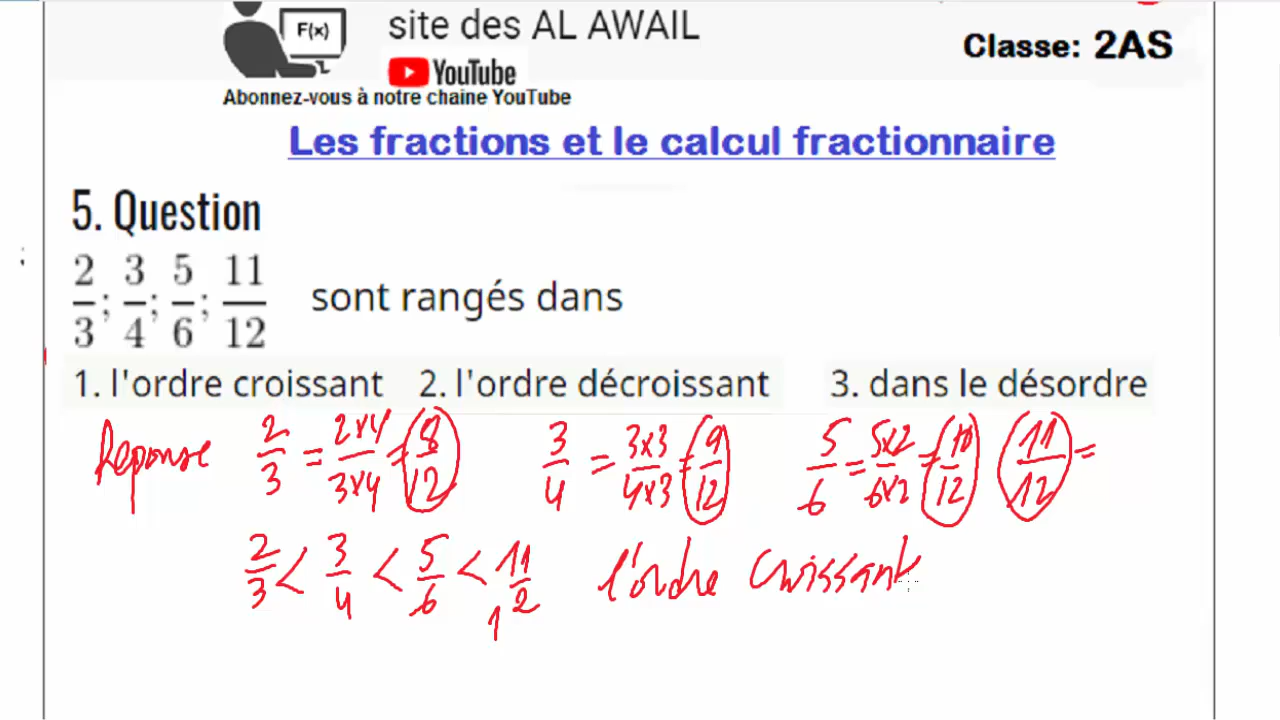 F(x)
site des AL AWAIL
Classe: 2AS
YouTube
Abonnez-vous à notre chaine YouTube
Les fractions et le calcul fractionnaire
5. Question
;
2/3; 3/4; 5/6; 11/12 sont rangés dans
1. l'ordre croissant 2. l'ordre décroissant 3. dans le désordre
Reponse 2/3 = 2x4/3x4 = 8/12 3/4 = 3x3/4x3 = 9/12 5/6 = 5x2/6x2 = 10/12 11/12 =
2/3 < 3/4 < 5/6 < 11/12 l'ordre croissant